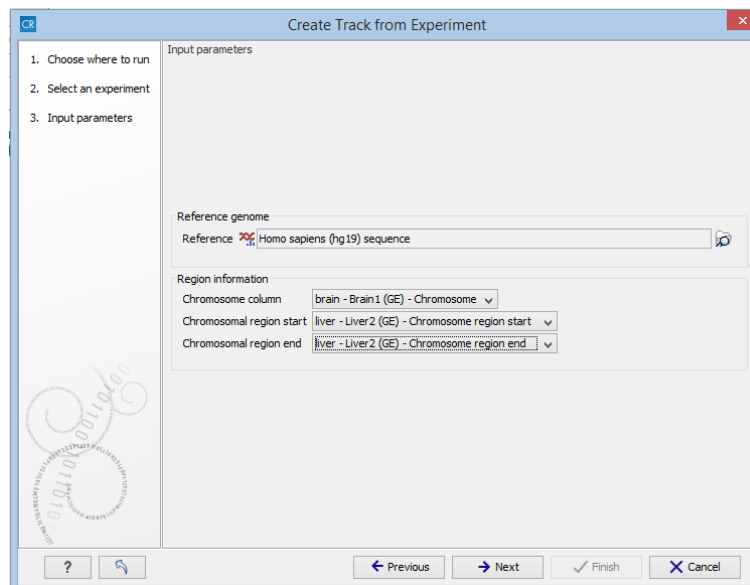 CR
Create Track from Experiment
1. Choose where to run
2. Select an experiment
3. Input parameters
Input parameters
Reference genome
Reference Homo sapiens (hg19) sequence
Region information
Chromosome column brain - Brain1 (GE) - Chromosome
Chromosomal region start liver - Liver2 (GE) - Chromosome region start
Chromosomal region end liver - Liver2 (GE) - Chromosome region end
? Previous Next Finish Cancel